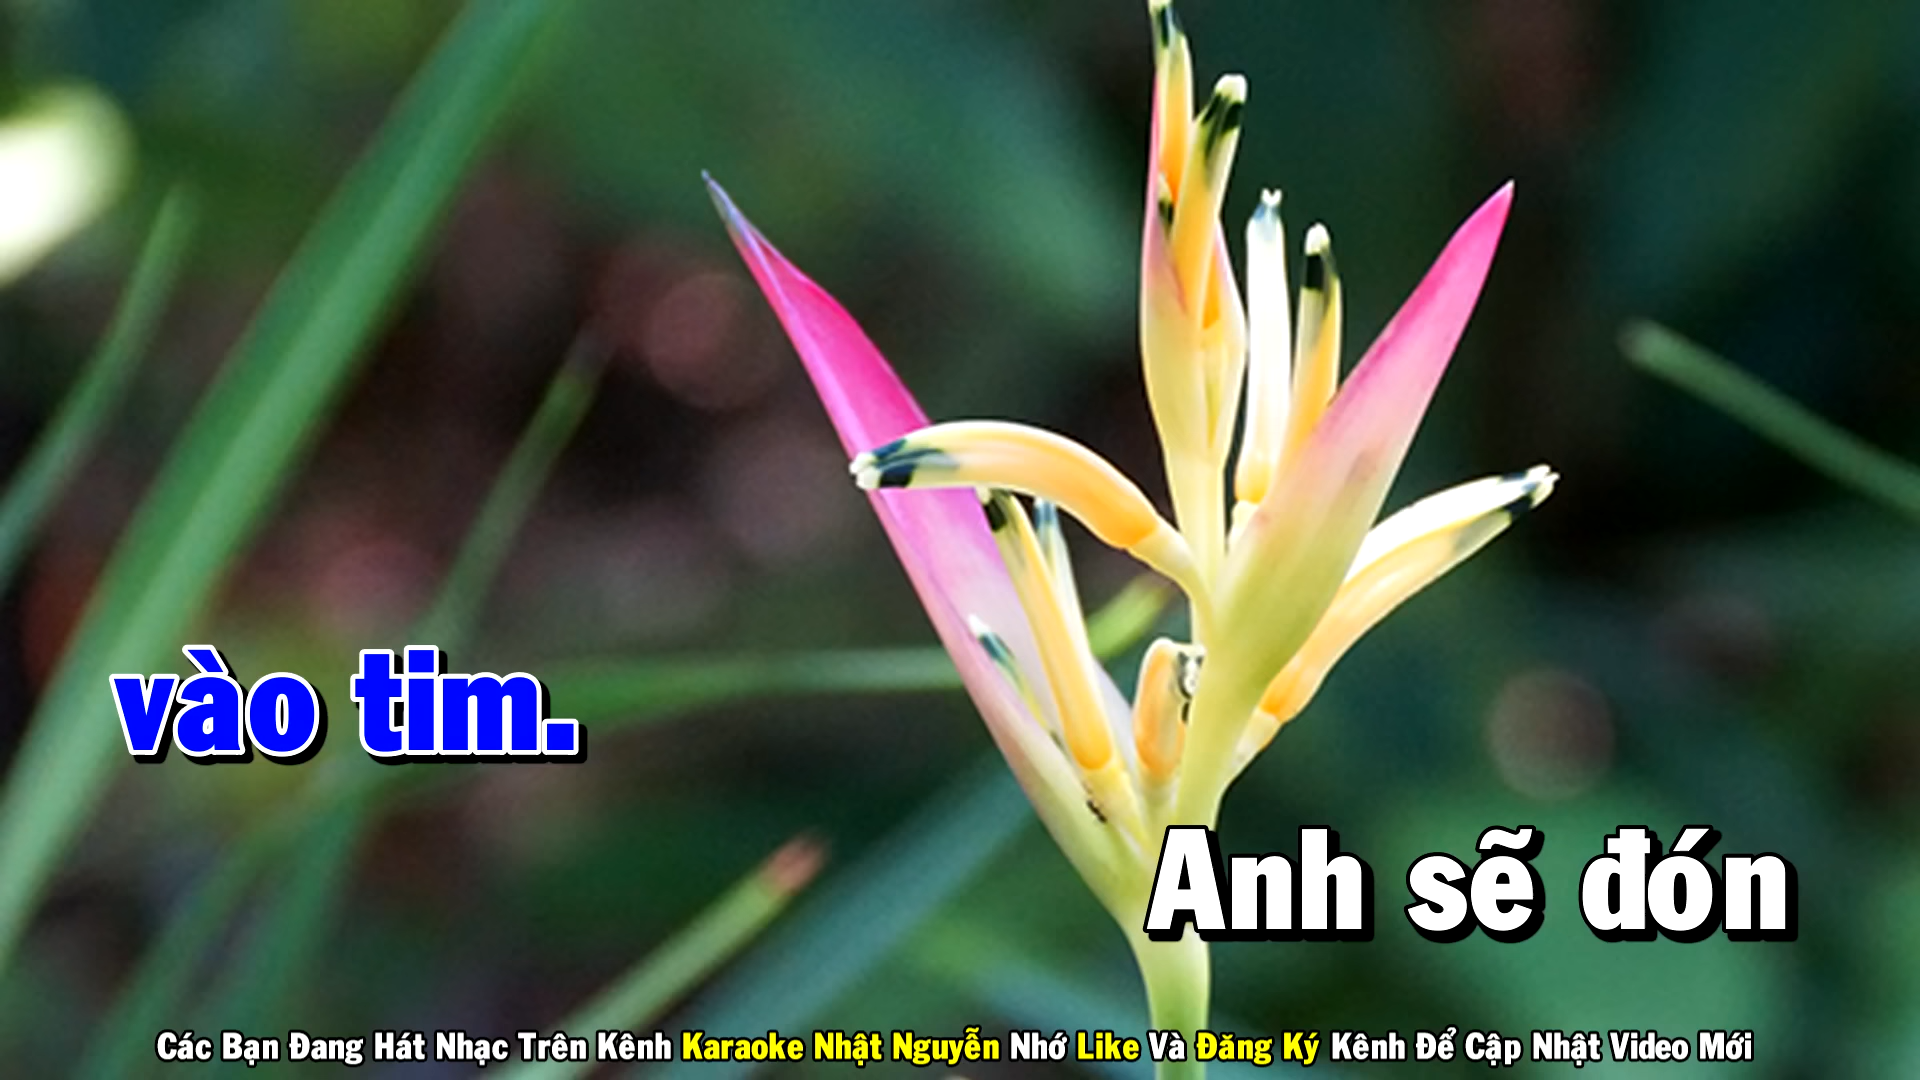 vào tim.
Anh sẽ đón
Các Bạn Đang Hát Nhạc Trên Kênh Karaoke Nhật Nguyễn Nhớ Like Và Đăng Ký Kênh Để Cập Nhật Video Mới